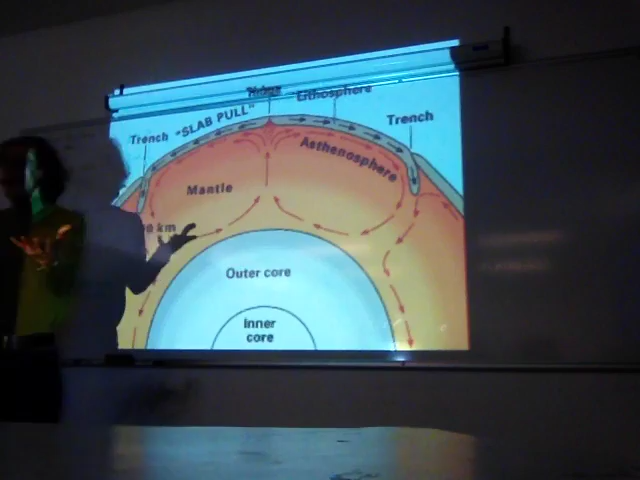 Ridge
Lithosphere
Trench
"SLAB PULL"
Trench
Asthenosphere
Mantle
km
Outer core
Inner
core